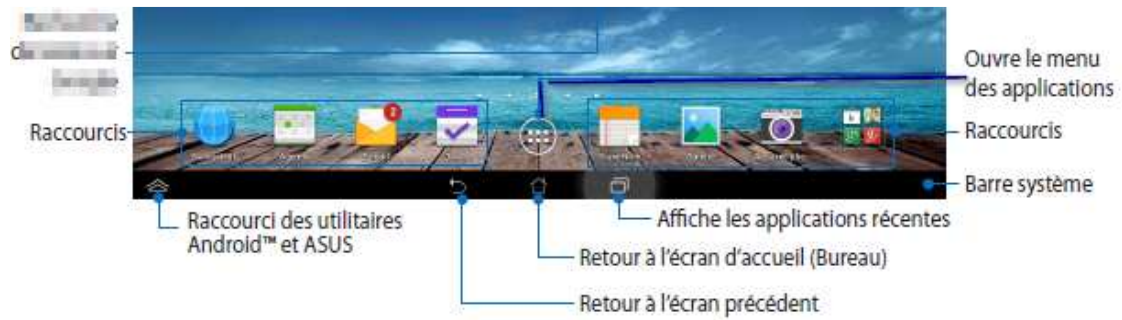 Ouvre le menu
des applications
2
Raccourcis
Raccourcis
Barre système
Raccourci des utilitaires
Android™ et ASUS
Affiche les applications récentes
Retour à l'écran d'accueil (Bureau)
Retour à l'écran précédent